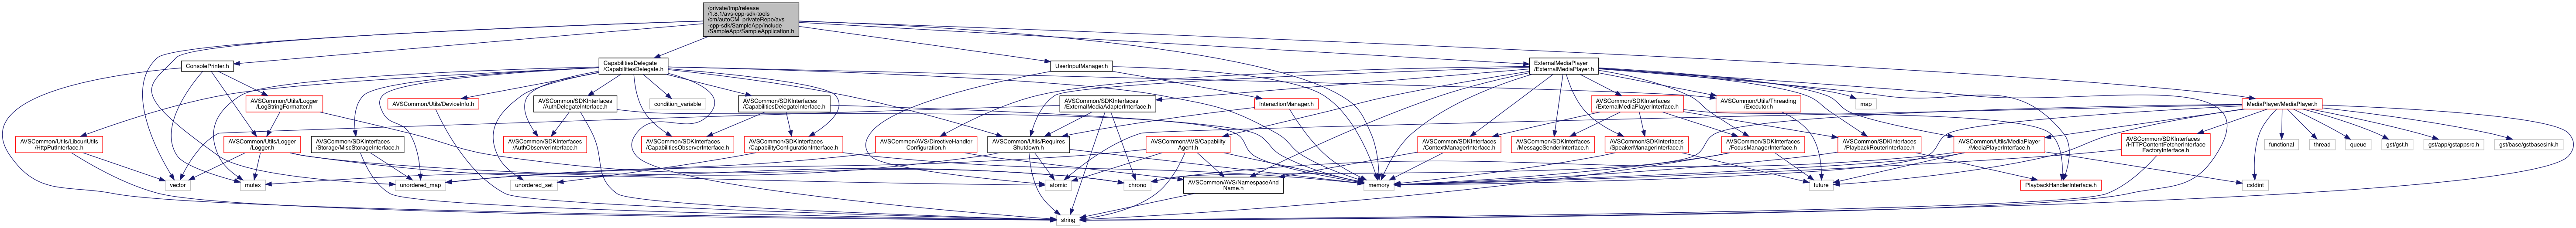 /private/tmp/release
/1.8.1/avs-cpp-sdk-tools
/cm/autoCM_privateRepo/avs
-cpp-sdk/SampleApp/include
/SampleApp/SampleApplication.h
ConsolePrinter.h
CapabilitiesDelegate
/CapabilitiesDelegate.h
UserInputManager.h
ExternalMediaPlayer
/ExternalMediaPlayer.h
AVSCommon/Utils/Logger
/LogStringFormatter.h
AVSCommon/Utils/DeviceInfo.h
AVSCommon/SDKInterfaces
/AuthDelegateInterface.h
condition_variable
AVSCommon/SDKInterfaces
/CapabilitiesDelegateInterface.h
AVSCommon/SDKInterfaces
/ExternalMediaAdapterInterface.h
InteractionManager.h
AVSCommon/SDKInterfaces
/ExternalMediaPlayerInterface.h
AVSCommon/Utils/Threading
/Executor.h
map
MediaPlayer/MediaPlayer.h
AVSCommon/Utils/LibcurlUtils
/HttpPutInterface.h
AVSCommon/Utils/Logger
/Logger.h
AVSCommon/SDKInterfaces
/Storage/MiscStorageInterface.h
AVSCommon/SDKInterfaces
/AuthObserverInterface.h
AVSCommon/SDKInterfaces
/CapabilitiesObserverInterface.h
AVSCommon/SDKInterfaces
/CapabilityConfigurationInterface.h
AVSCommon/AVS/DirectiveHandler
Configuration.h
AVSCommon/Utils/Requires
Shutdown.h
AVSCommon/AVS/Capability
Agent.h
AVSCommon/SDKInterfaces
/ContextManagerInterface.h
AVSCommon/SDKInterfaces
/MessageSenderInterface.h
AVSCommon/SDKInterfaces
/SpeakerManagerInterface.h
AVSCommon/SDKInterfaces
/FocusManagerInterface.h
AVSCommon/SDKInterfaces
/PlaybackRouterInterface.h
AVSCommon/Utils/MediaPlayer
/MediaPlayerInterface.h
AVSCommon/SDKInterfaces
/HTTPContentFetcherInterface
FactoryInterface.h
functional
thread
queue
gst/gst.h
gst/app/gstappsrc.h
gst/base/gstbasesink.h
vector
mutex
unordered_map
unordered_set
atomic
chrono
AVSCommon/AVS/NamespaceAnd
Name.h
memory
future
PlaybackHandlerInterface.h
cstdint
string